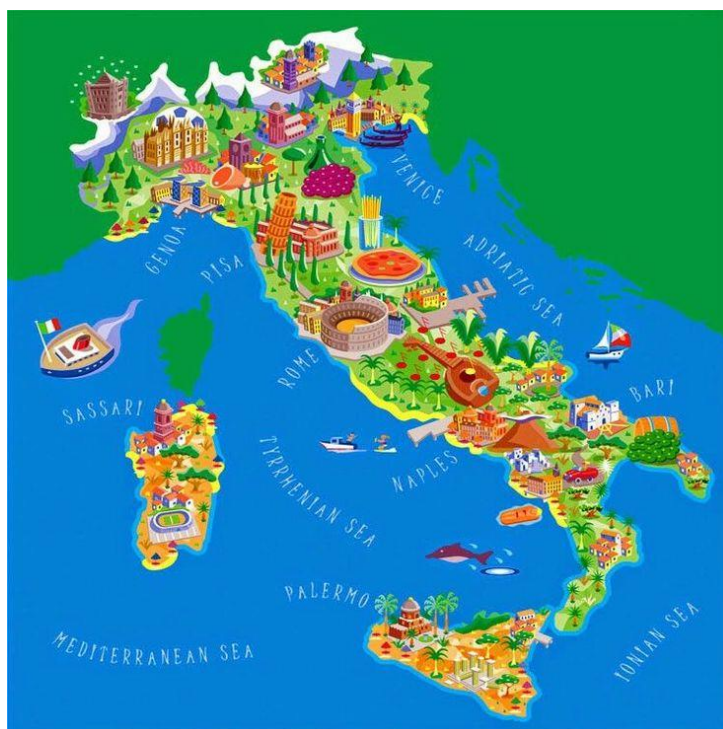 VENICE
GENOA
PISA
ADRIATIC SEA
ROME
SASSARI
BARI
TYRRHENIAN SEA
NAPLES
PALERMO
MEDITERRANEAN SEA
IONIAN SEA